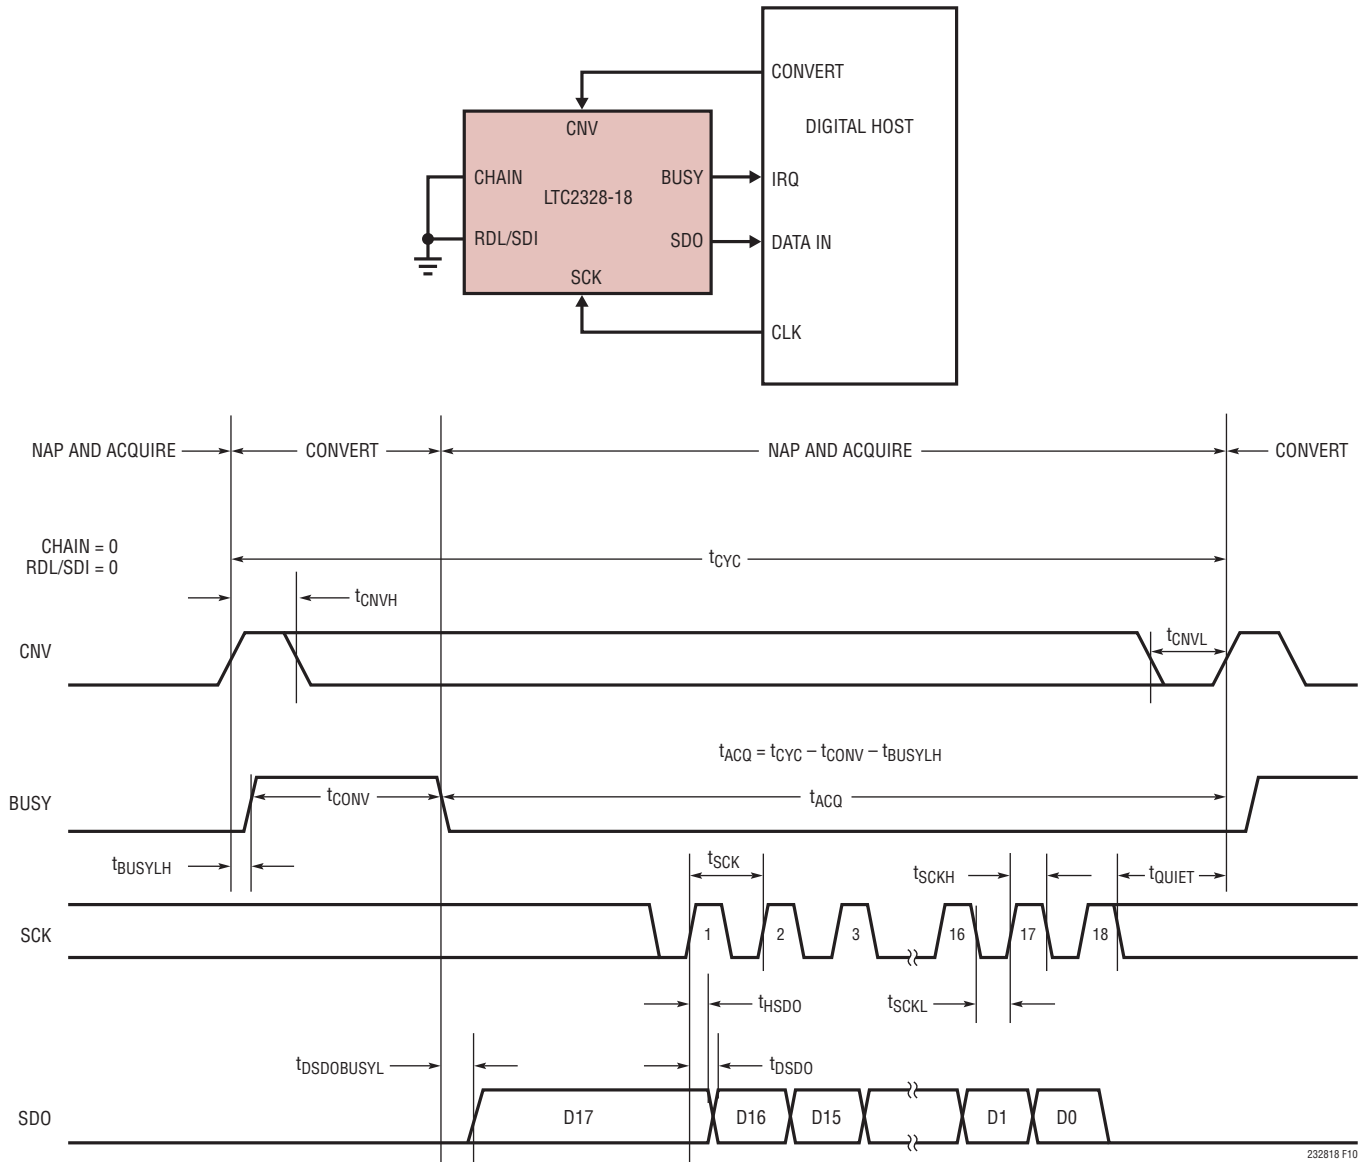 CONVERT
CNV
DIGITAL HOST
CHAIN
BUSY
IRQ
LTC2328-18
RDL/SDI
SDO
DATA IN
SCK
CLK
NAP AND ACQUIRE
CONVERT
NAP AND ACQUIRE
CONVERT
CHAIN = 0
RDL/SDI = 0
tCYC
tCNVH
tCNVL
CNV
tACQ = tCYC – tCONV – tBUSYLH
tCONV
tACQ
BUSY
tBUSYLH
tSCK
tSCKH
tQUIET
SCK
1
2
3
16
17
18
tHSDO
tSCKL
tDSDOBUSYL
tDSDO
SDO
D17
D16
D15
D1
D0
232818 F10